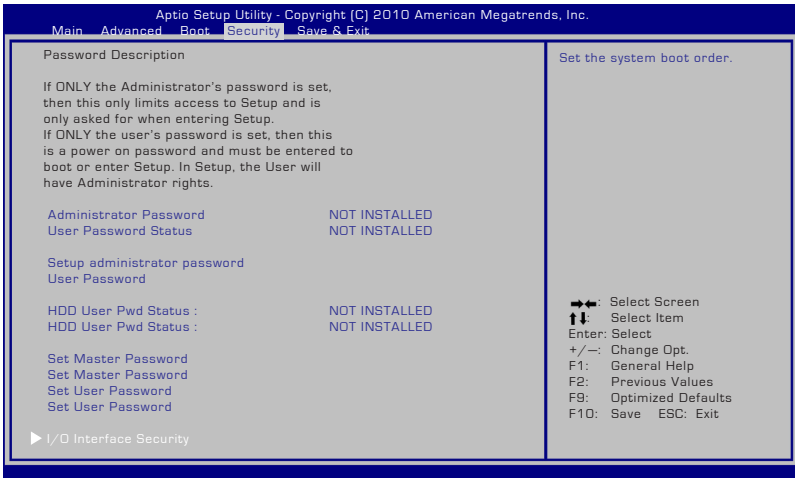 Aptio Setup Utility - Copyright (C) 2010 American Megatrends, Inc.
Main Advanced Boot Security Save & Exit
Password Description
If ONLY the Administrator's password is set,
then this only limits access to Setup and is
only asked for when entering Setup.
If ONLY the user's password is set, then this
is a power on password and must be entered to
boot or enter Setup. In Setup, the User will
have Administrator rights.
Administrator Password NOT INSTALLED
User Password Status NOT INSTALLED
Setup administrator password
User Password
HDD User Pwd Status : NOT INSTALLED
HDD User Pwd Status : NOT INSTALLED
Set Master Password
Set Master Password
Set User Password
Set User Password
I/O Interface Security
Set the system boot order.
→←: Select Screen
↑↓: Select Item
Enter: Select
+/—: Change Opt.
F1: General Help
F2: Previous Values
F9: Optimized Defaults
F10: Save ESC: Exit